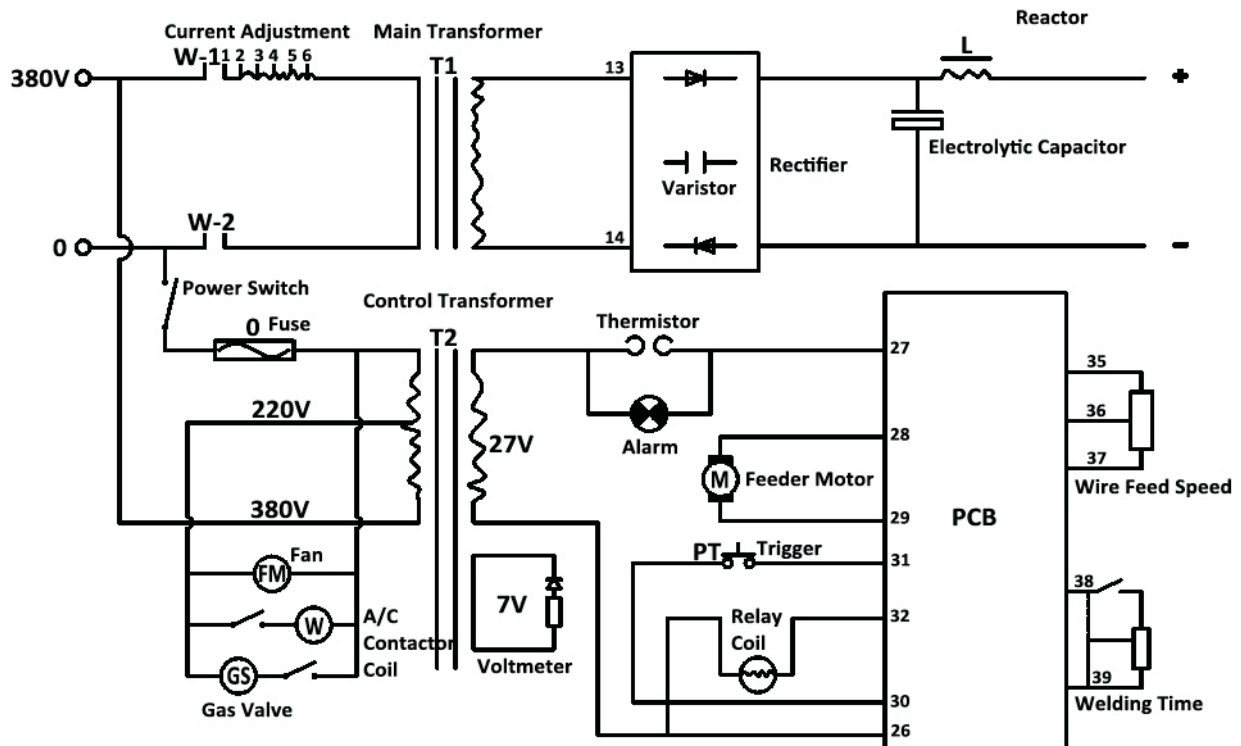 Current Adjustment
Main Transformer
Reactor
W-1
1 2 3 4 5 6
T1
13
L
380V
+
Electrolytic Capacitor
Varistor
Rectifier
W-2
14
0
-
Power Switch
Control Transformer
0 Fuse
T2
Thermistor
27
35
220V
36
28
27V
Alarm
37
M
Feeder Motor
Wire Feed Speed
380V
29
PCB
Fan
PT
Trigger
31
FM
38
7V
Relay
Coil
32
W
A/C
Contactor
Coil
Voltmeter
GS
39
Gas Valve
30
Welding Time
26